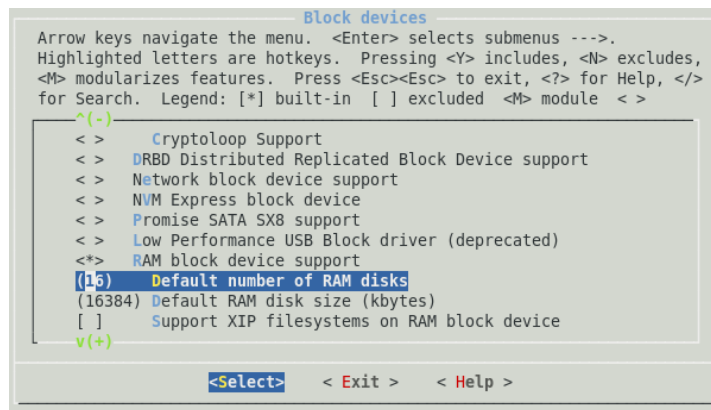 Block devices
Arrow keys navigate the menu.  <Enter> selects submenus --->.
Highlighted letters are hotkeys.  Pressing <Y> includes, <N> excludes,
<M> modularizes features.  Press <Esc><Esc> to exit, <?> for Help, </>
for Search.  Legend: [*] built-in  [ ] excluded  <M> module  < >
^(-)
< >     Cryptoloop Support
< >   DRBD Distributed Replicated Block Device support
< >   Network block device support
< >   NVM Express block device
< >   Promise SATA SX8 support
< >   Low Performance USB Block driver (deprecated)
<*>   RAM block device support
(16)    Default number of RAM disks
(16384) Default RAM disk size (kbytes)
[ ]     Support XIP filesystems on RAM block device
v(+)
<Select>    < Exit >    < Help >